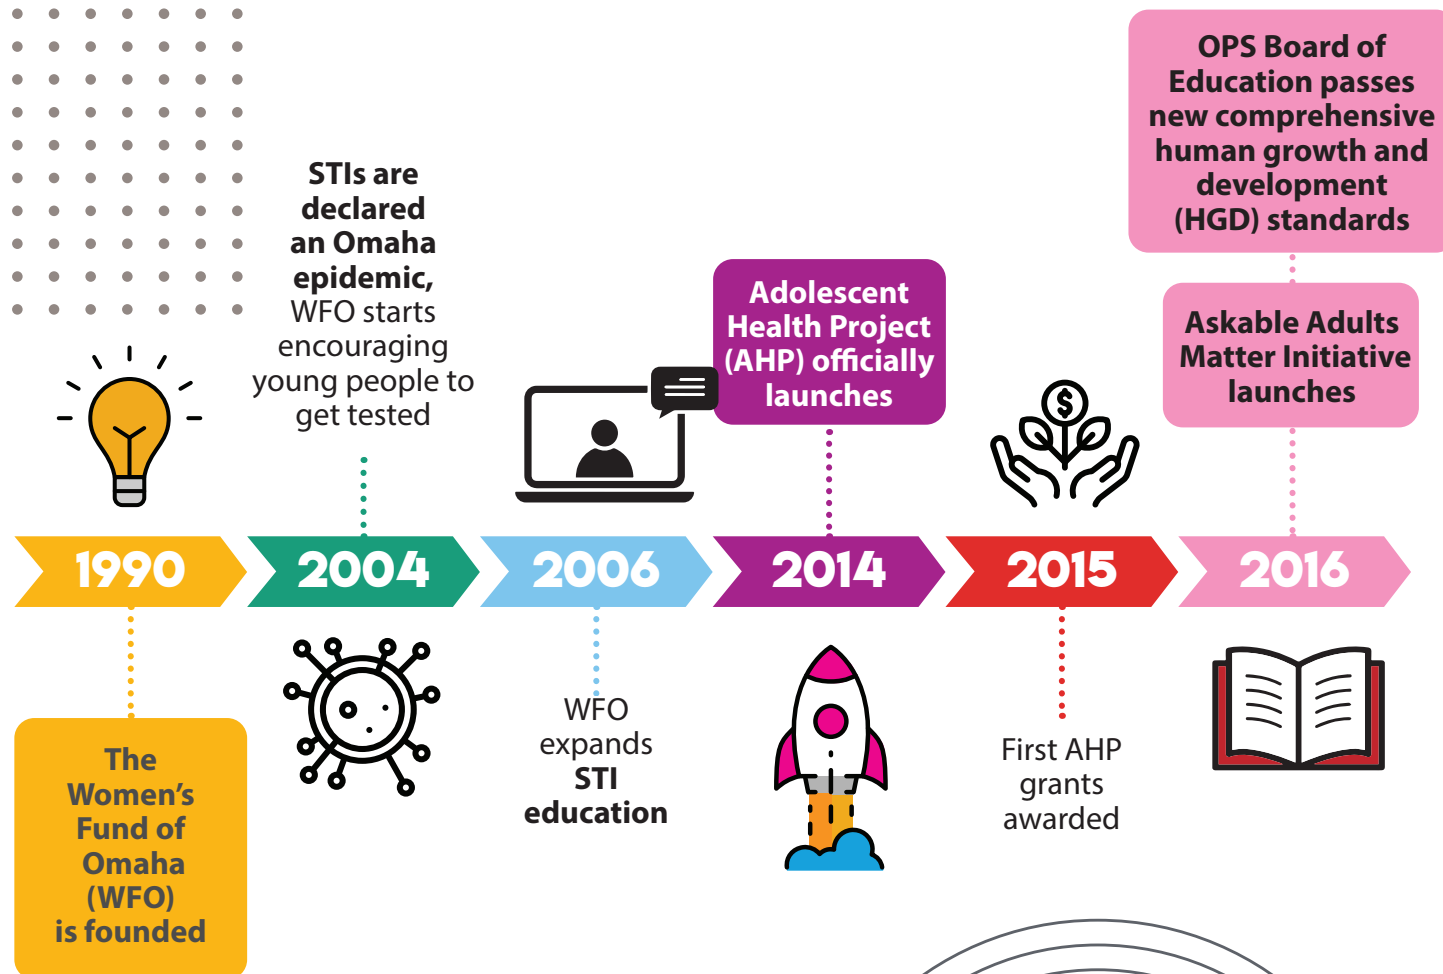 1990
The
Women’s
Fund of
Omaha
(WFO)
is founded
STIs are
declared
an Omaha
epidemic,
WFO starts
encouraging
young people to
get tested
2004
2006
WFO
expands
STI
education
Adolescent
Health Project
(AHP) officially
launches
2014
$
2015
First AHP
grants
awarded
OPS Board of
Education passes
new comprehensive
human growth and
development
(HGD) standards
Askable Adults
Matter Initiative
launches
2016